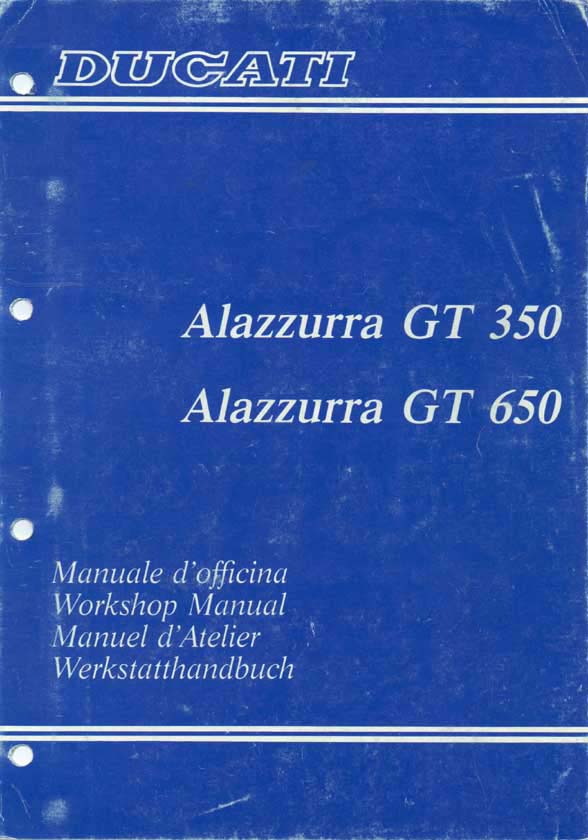 DUCATI
Alazzurra GT 350
Alazzurra GT 650
Manuale d'officina
Workshop Manual
Manuel d'Atelier
Werkstatthandbuch